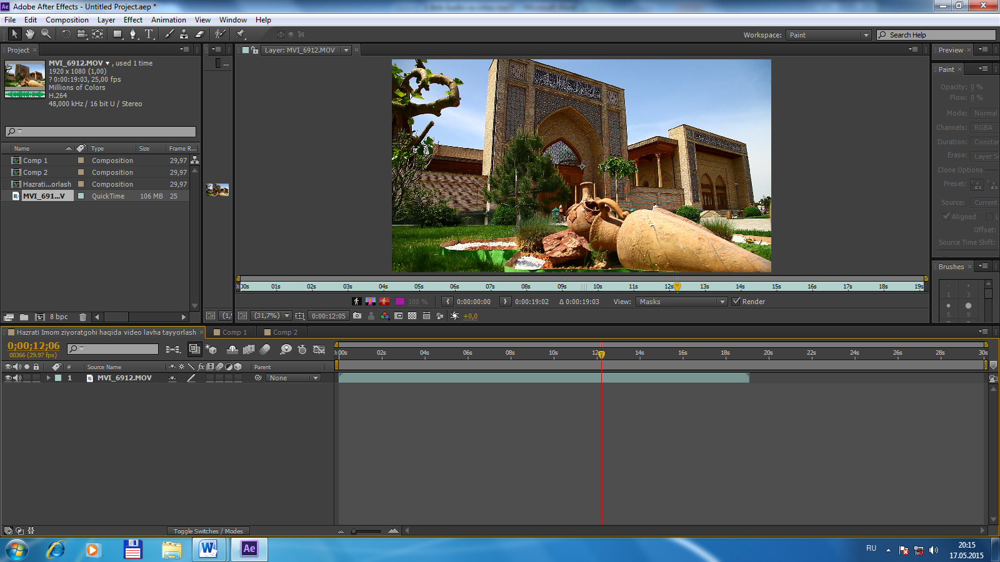 Adobe After Effects - Untitled Project.aep *
File Edit Composition Layer Effect Animation View Window Help
Workspace: Paint Search Help
Project
MVI_6912.MOV , used 1 time
1920 x 1080 (1,00)
? 0:00:19:03, 25,00 fps
Millions of Colors
H.264
48,000 kHz / 16 bit U / Stereo
Name Type Size Frame R...
Comp 1 Composition 29,97
Comp 2 Composition 29,97
Hazrati...orlash Composition 29,97
MVI_691...V QuickTime 106 MB 25
8 bpc
...
(1,
Layer: MVI_6912.MOV
00s 01s 02s 03s 04s 05s 06s 07s 08s 09s 10s 11s 12s 13s 14s 15s 16s 17s 18s 19s
100 % 0:00:00:00 0:00:19:02 Δ 0:00:19:03 View: Masks Render
(31,7%) 0:00:12:05 +0,0
Preview
Paint
Opacity: 0 %
Flow: 0 %
Mode: Normal
Channels: RGBA
Duration: Constar
Erase: Layer So
Clone Options
Preset:
Source: Current
Aligned L
Offset:
Source Time Shift:
Brushes
1 3
5 9
Hazrati Imom ziyoratgohi haqida video lavha tayyorlash Comp 1 Comp 2
0;00;12;06
00366 (29.97 fps)
# Source Name fx Parent
1 MVI_6912.MOV None
0:00s 02s 04s 06s 08s 10s 12s 14s 16s 18s 20s 22s 24s 26s 28s 30s
Toggle Switches / Modes
W
Ae
RU
20:15
17.05.2015